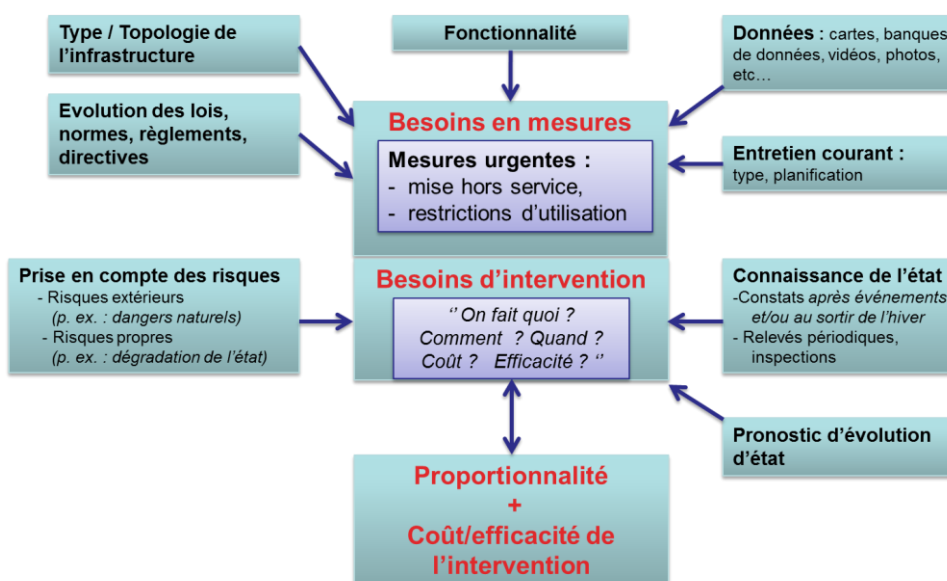 Type / Topologie de
l'infrastructure
Fonctionnalité
Données : cartes, banques
de données, vidéos, photos,
etc…
Evolution des lois,
normes, règlements,
directives
Besoins en mesures
Mesures urgentes :
- mise hors service,
- restrictions d'utilisation
Entretien courant :
type, planification
Prise en compte des risques
- Risques extérieurs
(p. ex. : dangers naturels)
- Risques propres
(p. ex. : dégradation de l'état)
Besoins d'intervention
‘’ On fait quoi ?
Comment ? Quand ?
Coût ? Efficacité ? ‘’
Connaissance de l'état
-Constats après événements
et/ou au sortir de l'hiver
- Relevés périodiques,
inspections
Pronostic d'évolution
d'état
Proportionnalité
+
Coût/efficacité de
l'intervention